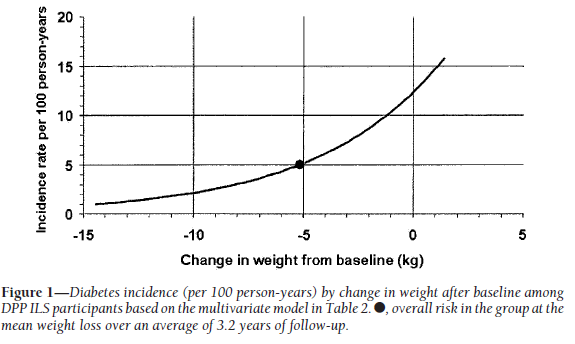 20
15
10
5
0
-15
-10
-5
0
5
Incidence rate per 100 person-years
Change in weight from baseline (kg)
Figure 1—Diabetes incidence (per 100 person-years) by change in weight after baseline among
DPP ILS participants based on the multivariate model in Table 2. ●, overall risk in the group at the
mean weight loss over an average of 3.2 years of follow-up.